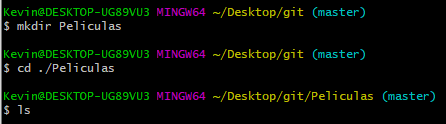 Kevin@DESKTOP-UG89VU3 MINGW64 ~/Desktop/git (master)
$ mkdir Peliculas
Kevin@DESKTOP-UG89VU3 MINGW64 ~/Desktop/git (master)
$ cd ./Peliculas
Kevin@DESKTOP-UG89VU3 MINGW64 ~/Desktop/git/Peliculas (master)
$ ls